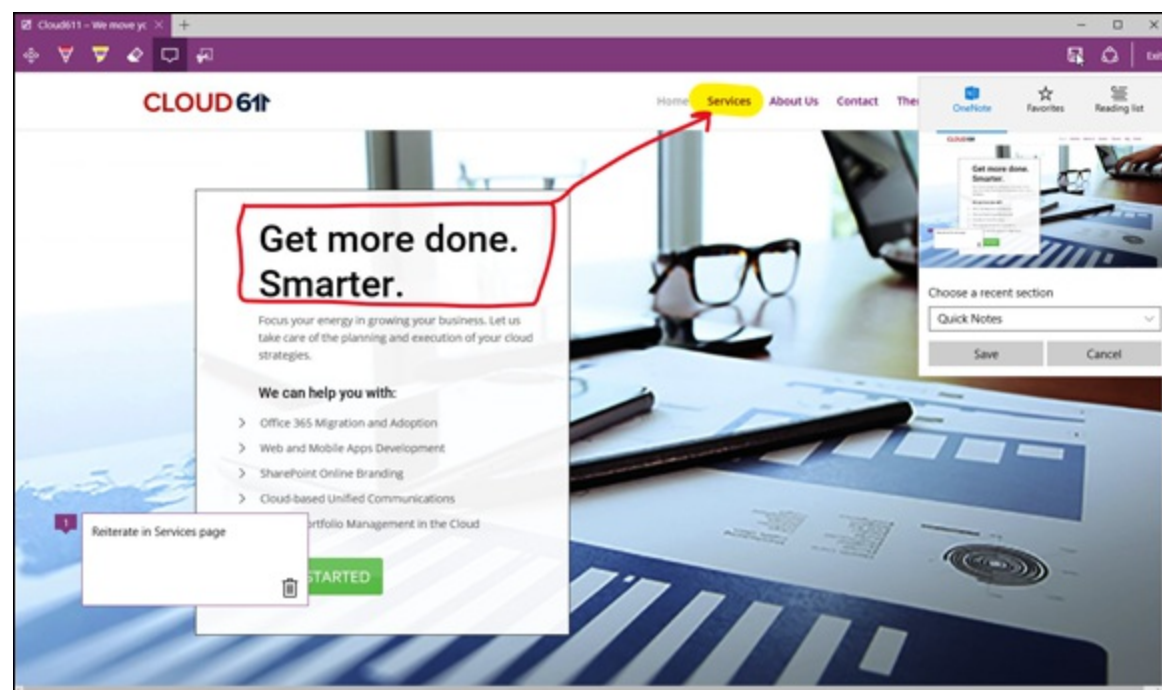 Cloud611 – We move yc
Exit
CLOUD 611
Home Services About Us Contact The
OneNote Favorites Reading list
Get more done.
Smarter.
Focus your energy in growing your business. Let us
take care of the planning and execution of your cloud
strategies.
We can help you with:
Office 365 Migration and Adoption
Web and Mobile Apps Development
SharePoint Online Branding
Cloud-based Unified Communications
rtfolio Management in the Cloud
STARTED
1
Reiterate in Services page
Get more done.
Smarter.
Choose a recent section
Quick Notes
Save Cancel